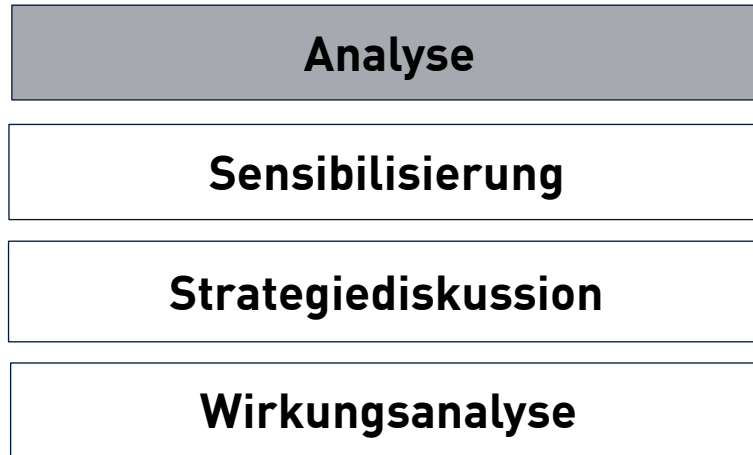 Analyse
Sensibilisierung
Strategiediskussion
Wirkungsanalyse